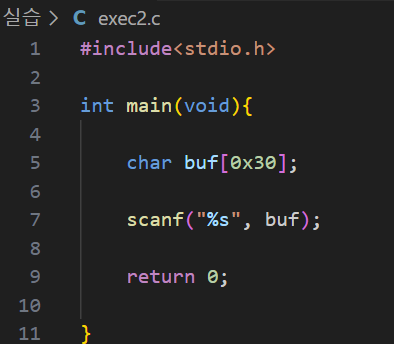 실습 > C exec2.c
1 #include<stdio.h>
2
3 int main(void){
4
5 char buf[0x30];
6
7 scanf("%s", buf);
8
9 return 0;
10
11 }